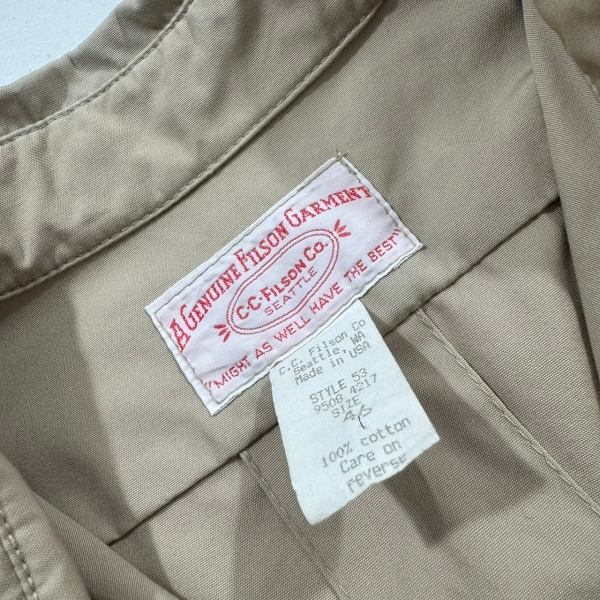 A GENUINE FILSON GARMENT
C·C·FILSON CO.
SEATTLE
"MIGHT AS WELL HAVE THE BEST"
C.C. Filson Co
Seattle, WA
Made in USA
STYLE 53
9508 4217
SIZE
46
100% cotton
Care on
reverse